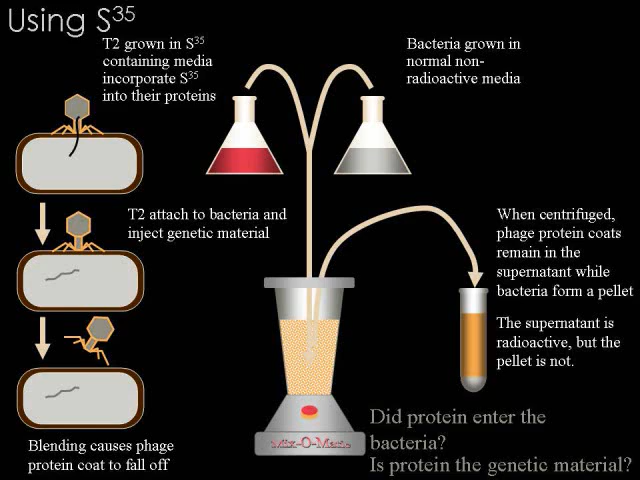 Using S35
T2 grown in S35
containing media
incorporate S35
into their proteins
Bacteria grown in
normal non-
radioactive media
T2 attach to bacteria and
inject genetic material
When centrifuged,
phage protein coats
remain in the
supernatant while
bacteria form a pellet
The supernatant is
radioactive, but the
pellet is not.
Blending causes phage
protein coat to fall off
Mix-O-Matic
Did protein enter the
bacteria?
Is protein the genetic material?